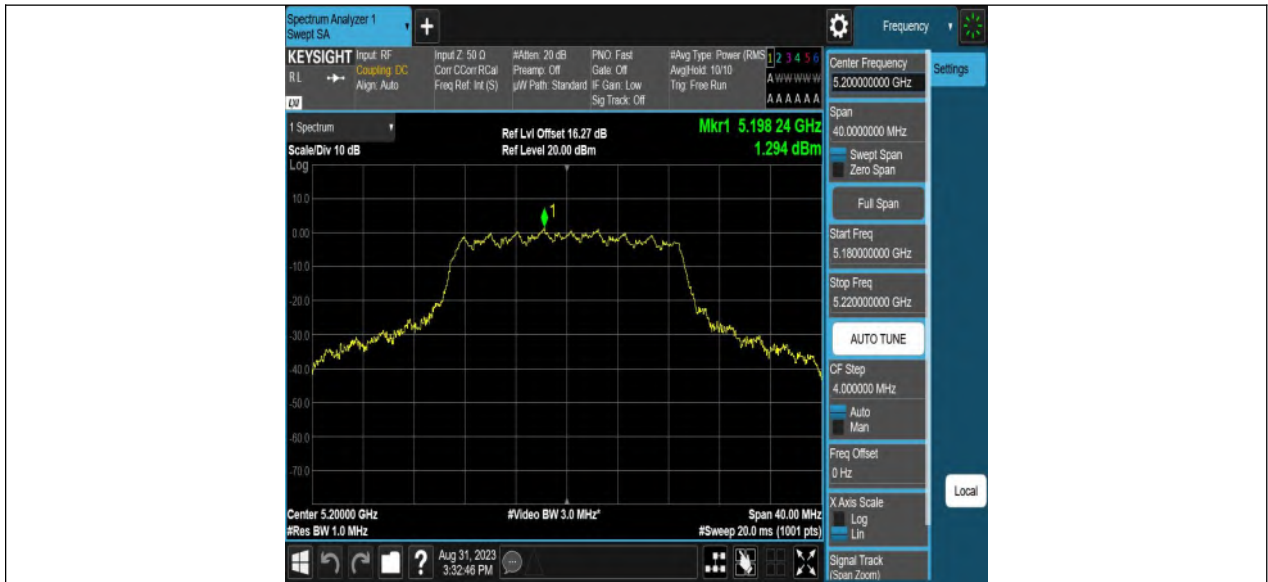 Spectrum Analyzer 1
Swept SA
+
Frequency
KEYSIGHT
RL
LXI
Input: RF
Coupling: DC
Align: Auto
Input Z: 50 Ω
Corr CCorr RCal
Freq Ref: Int (S)
#Atten: 20 dB
Preamp: Off
µW Path: Standard
PNO: Fast
Gate: Off
IF Gain: Low
Sig Track: Off
#Avg Type: Power (RMS
Avg|Hold: 10/10
Trig: Free Run
1 2 3 4 5 6
A W W W W W
A A A A A A
1 Spectrum
Scale/Div 10 dB
Log
Ref Lvl Offset 16.27 dB
Ref Level 20.00 dBm
Mkr1 5.198 24 GHz
1.294 dBm
1
10.0
0.00
-10.0
-20.0
-30.0
-40.0
-50.0
-60.0
-70.0
Center 5.20000 GHz
#Res BW 1.0 MHz
#Video BW 3.0 MHz*
Span 40.00 MHz
#Sweep 20.0 ms (1001 pts)
?
Aug 31, 2023
3:32:46 PM
Center Frequency
5.200000000 GHz
Settings
Span
40.0000000 MHz
Swept Span
Zero Span
Full Span
Start Freq
5.180000000 GHz
Stop Freq
5.220000000 GHz
AUTO TUNE
CF Step
4.000000 MHz
Auto
Man
Freq Offset
0 Hz
X Axis Scale
Log
Lin
Local
Signal Track
(Span Zoom)